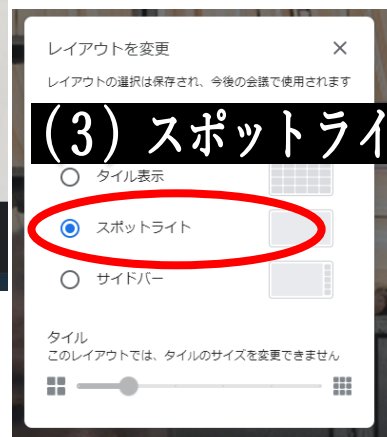 レイアウトを変更
レイアウトの選択は保存され、今後の会議で使用されます
(3) スポットライ
タイル表示
スポットライト
サイドバー
タイル
このレイアウトでは、タイルのサイズを変更できません